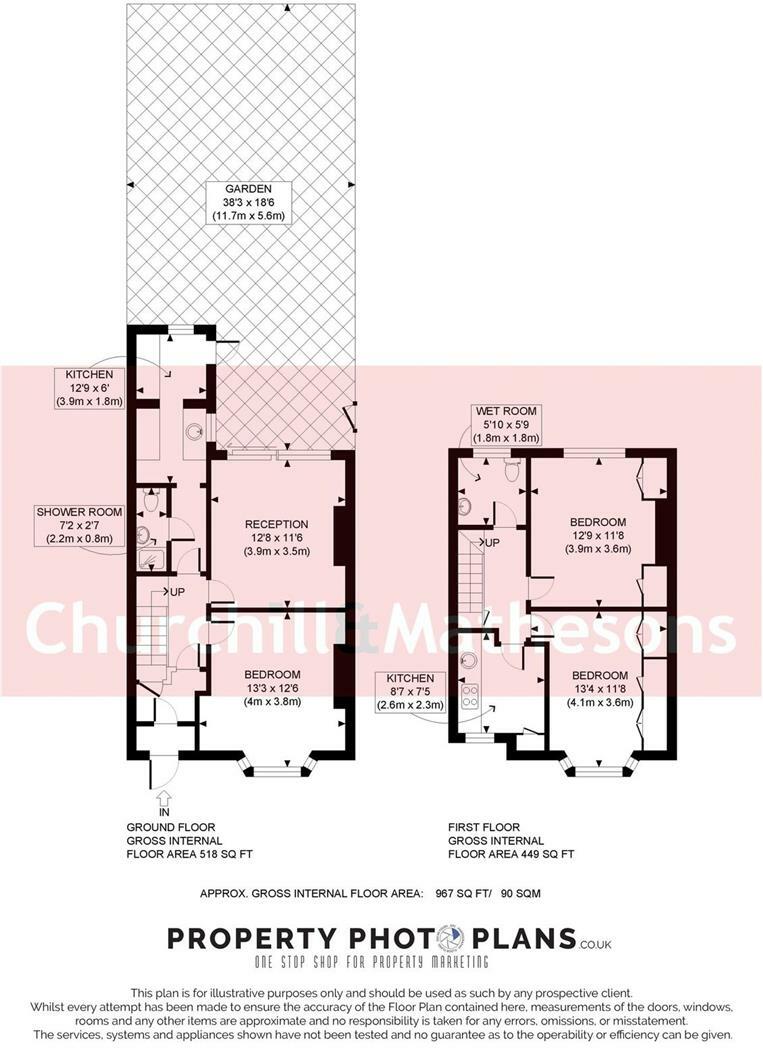 GARDEN
38'3 x 18'6
(11.7m x 5.6m)
KITCHEN
12'9 x 6'
(3.9m x 1.8m)
SHOWER ROOM
7'2 x 2'7
(2.2m x 0.8m)
RECEPTION
12'8 x 11'6
(3.9m x 3.5m)
UP
BEDROOM
13'3 x 12'6
(4m x 3.8m)
IN
WET ROOM
5'10 x 5'9
(1.8m x 1.8m)
BEDROOM
12'9 x 11'8
(3.9m x 3.6m)
UP
KITCHEN
8'7 x 7'5
(2.6m x 2.3m)
BEDROOM
13'4 x 11'8
(4.1m x 3.6m)
Churchill&Mathesons
GROUND FLOOR
GROSS INTERNAL
FLOOR AREA 518 SQ FT
FIRST FLOOR
GROSS INTERNAL
FLOOR AREA 449 SQ FT
APPROX. GROSS INTERNAL FLOOR AREA: 967 SQ FT/ 90 SQM
PROPERTY PHOTO PLANS.CO.UK
ONE STOP SHOP FOR PROPERTY MARKETING
This plan is for illustrative purposes only and should be used as such by any prospective client.
Whilst every attempt has been made to ensure the accuracy of the Floor Plan contained here, measurements of the doors, windows,
rooms and any other items are approximate and no responsibility is taken for any errors, omissions, or misstatement.
The services, systems and appliances shown have not been tested and no guarantee as to the operability or efficiency can be given.